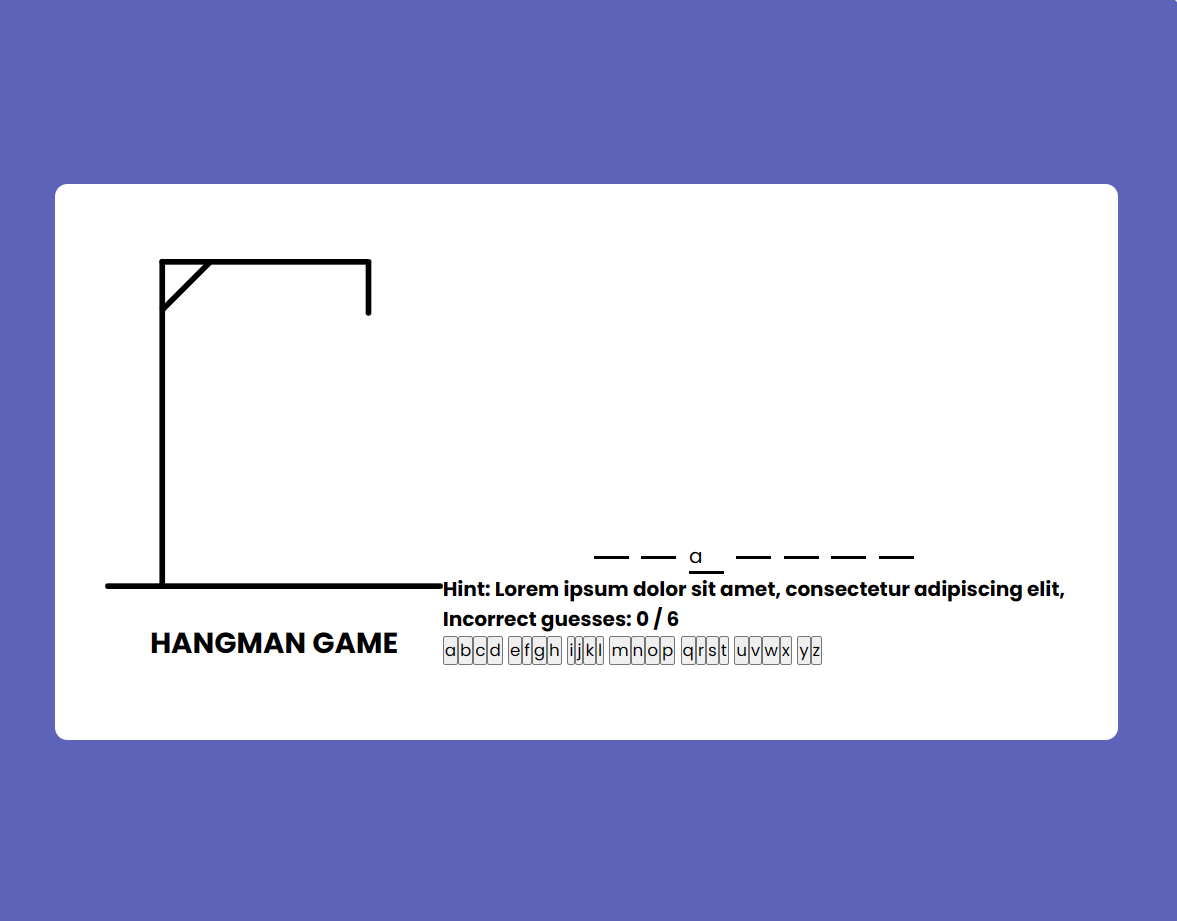 a
Hint: Lorem ipsum dolor sit amet, consectetur adipiscing elit,
Incorrect guesses: 0 / 6
HANGMAN GAME
a b c d e f g h i j k l m n o p q r s t u v w x y z